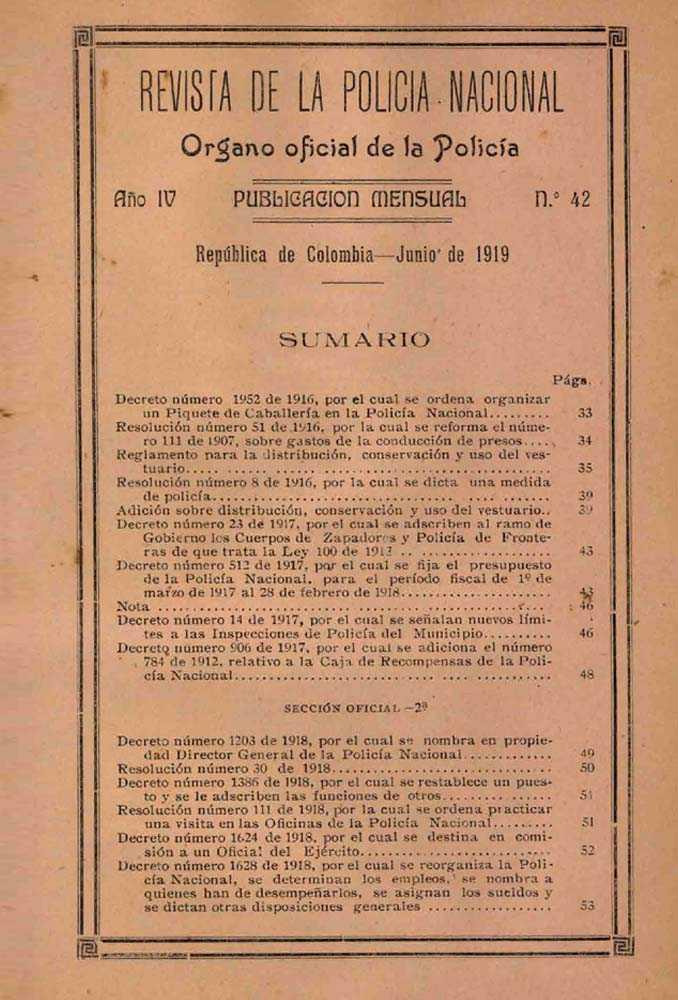 REVISTA DE LA POLICIA NACIONAL
Organo oficial de la Policía
Año IV PUBLICACION MENSUAL N.° 42
República de Colombia—Junio de 1919
SUMARIO
Págs.
Decreto número 1952 de 1916, por el cual se ordena organizar
un Piquete de Caballería en la Policía Nacional......... 33
Resolución número 51 de 1916, por la cual se reforma el núme-
ro 111 de 1907, sobre gastos de la conducción de presos..... 34
Reglamento para la distribución, conservación y uso del ves-
tuario.................................................. 35
Resolución número 8 de 1916, por la cual se dicta una medida
de policía.............................................. 39
Adición sobre distribución, conservación y uso del vestuario.. 39
Decreto número 23 de 1917, por el cual se adscriben al ramo de
Gobierno los Cuerpos de Zapadores y Policía de Fronte-
ras de que trata la Ley 100 de 1913 .. .................. 43
Decreto número 512 de 1917, por el cual se fija el presupuesto
de la Policía Nacional, para el período fiscal de 1º de
marzo de 1917 al 28 de febrero de 1918..................... 43
Nota ................................................... 46
Decreto número 14 de 1917, por el cual se señalan nuevos lími-
tes a las Inspecciones de Policía del Municipio.......... 46
Decreto número 906 de 1917, por el cual se adiciona el número
784 de 1912, relativo a la Caja de Recompensas de la Poli-
cía Nacional............................. .... ............ 48
SECCIÓN OFICIAL—2ª
Decreto número 1203 de 1918, por el cual se nombra en propie-
dad Director General de la Policía Nacional............. 49
Resolución número 30 de 1918................................ 50
Decreto número 1386 de 1918, por el cual se restablece un pues-
to y se le adscriben las funciones de otros................ 51
Resolución número 111 de 1918, por la cual se ordena practicar
una visita en las Oficinas de la Policía Nacional......... 51
Decreto número 1624 de 1918, por el cual se destina en comi-
sión a un Oficial del Ejército............................ 52
Decreto número 1628 de 1918, por el cual se reorganiza la Poli-
cía Nacional, se determinan los empleos, se nombra a
quienes han de desempeñarlos, se asignan los sueldos y
se dictan otras disposiciones generales .................. 53